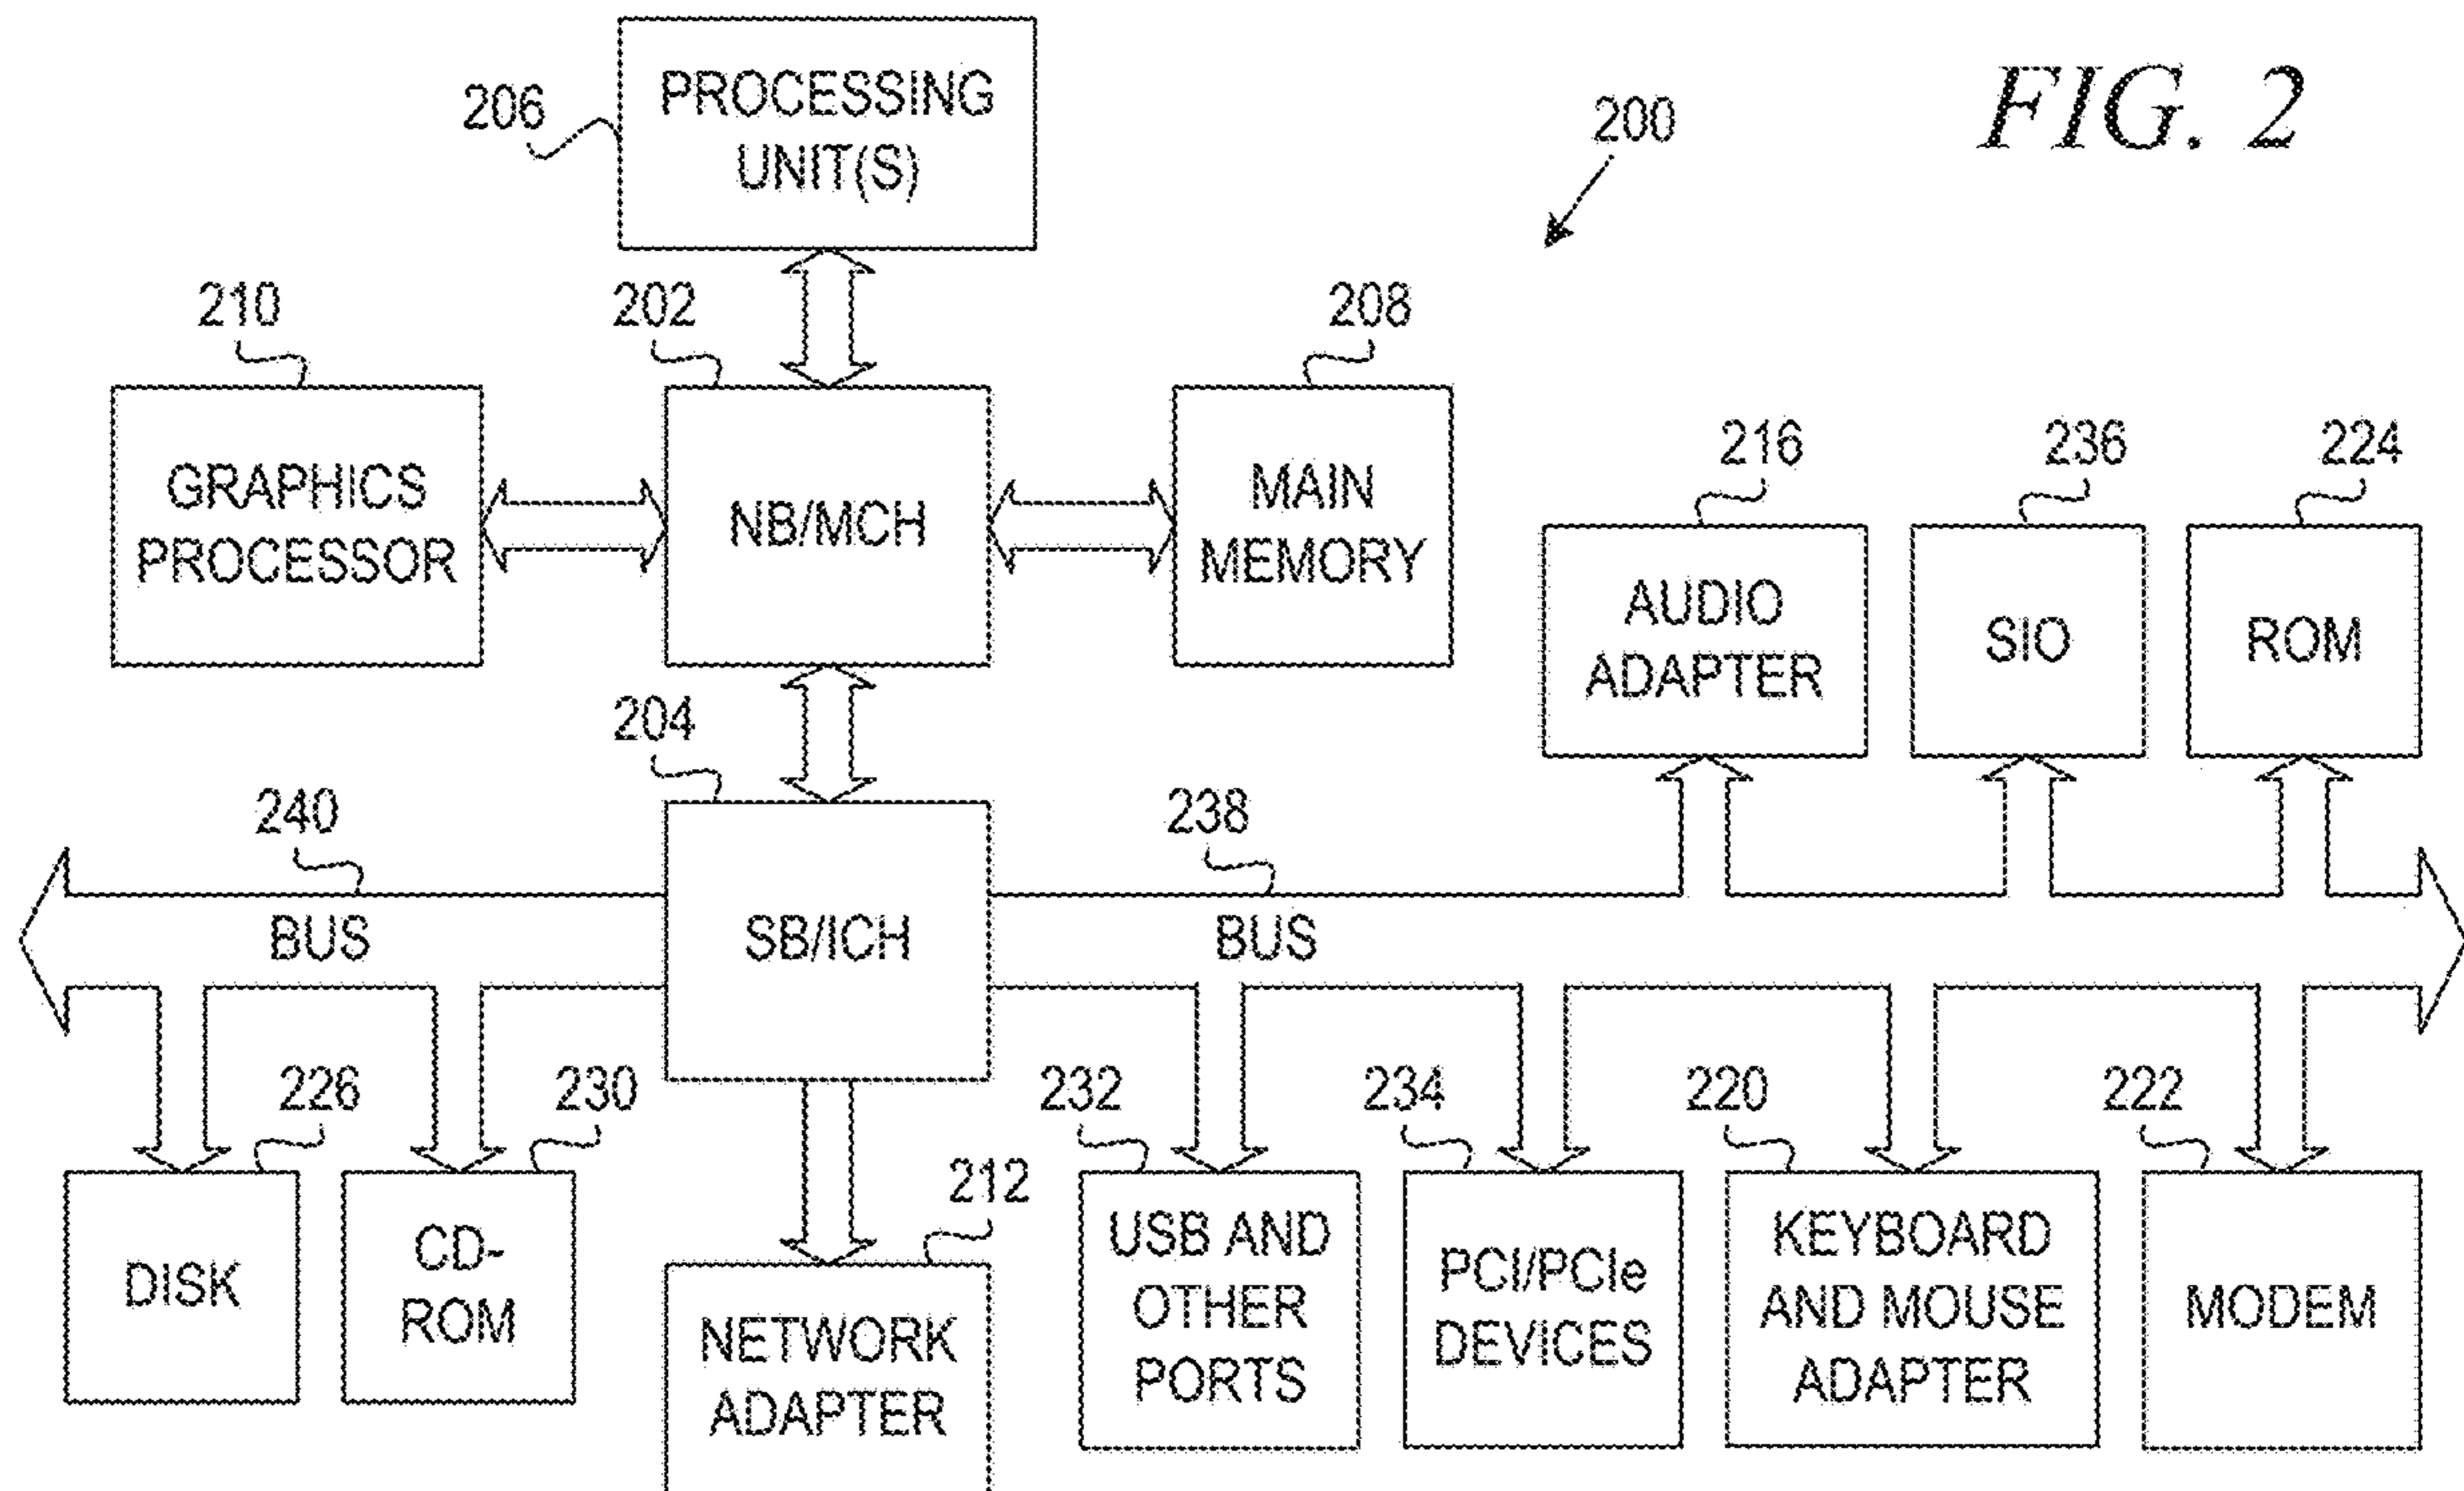 FIG. 2
200
206
PROCESSING
UNIT(S)
210
202
208
GRAPHICS
PROCESSOR
NB/MCH
MAIN
MEMORY
216
236
224
AUDIO
ADAPTER
SIO
ROM
204
240
238
BUS
SB/ICH
BUS
226
230
212
232
234
220
222
DISK
CD-
ROM
NETWORK
ADAPTER
USB AND
OTHER
PORTS
PCI/PCIe
DEVICES
KEYBOARD
AND MOUSE
ADAPTER
MODEM